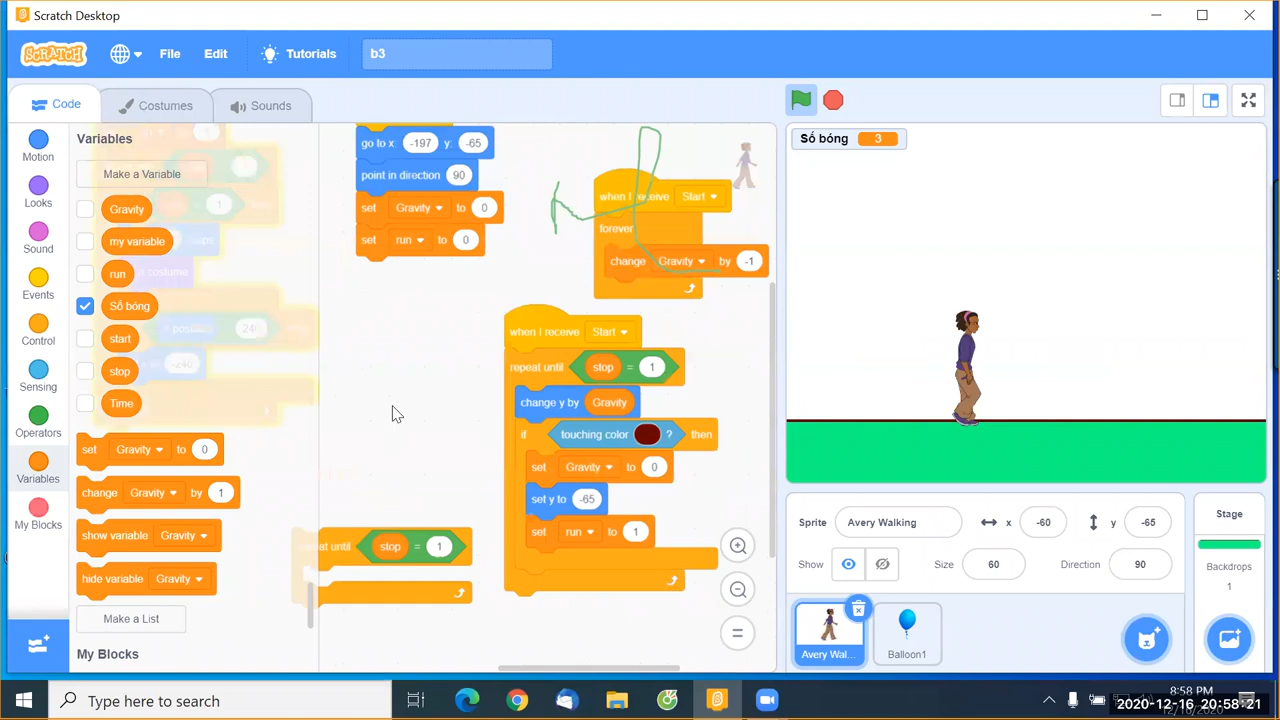 Scratch Desktop
SCRATCH File Edit Tutorials b3
Code Costumes Sounds
Motion
Looks
Sound
Events
Control
Sensing
Operators
Variables
My Blocks
Variables
Make a Variable
Gravity
my variable
run
Số bóng
start
stop
Time
set Gravity to 0
change Gravity by 1
show variable Gravity
hide variable Gravity
Make a List
My Blocks
go to x: -197 y: -65
point in direction 90
set Gravity to 0
set run to 0
when I receive Start
forever
change Gravity by -1
when I receive Start
repeat until stop = 1
change y by Gravity
if touching color ? then
set Gravity to 0
set y to -65
set run to 1
stop = 1
Số bóng 3
Sprite Avery Walking x -60 y -65
Show Size 60 Direction 90
Avery Wal...
Balloon1
Stage
Backdrops
1
Type here to search
8:58 PM
2020-12-16 20:58:21